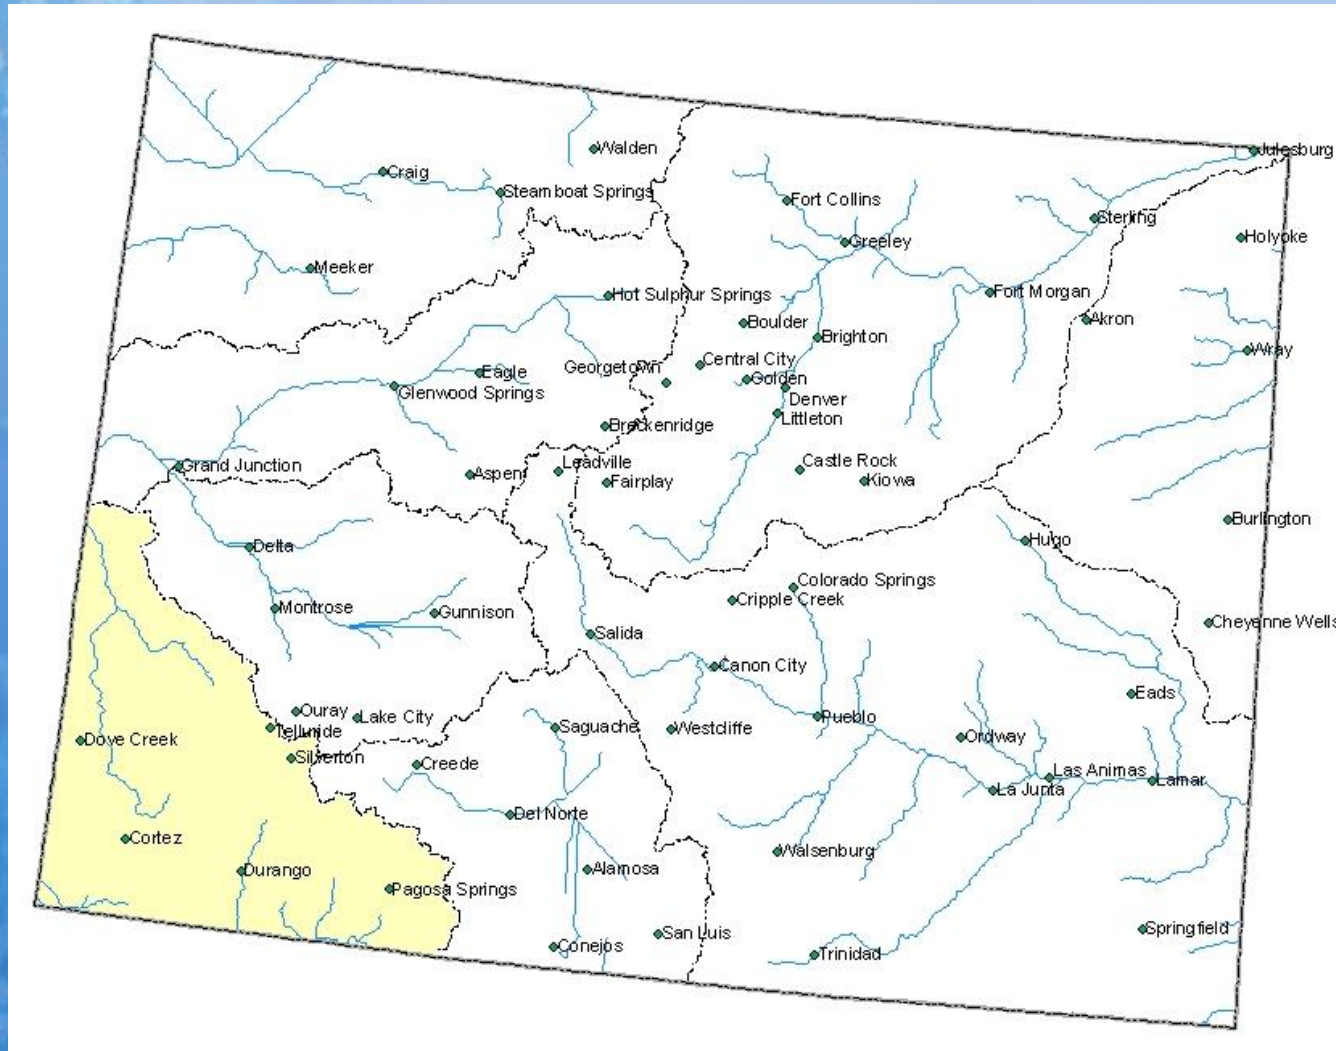 Julesburg
Walden
Craig
Steamboat Springs
Fort Collins
Sterling
Holyoke
Greeley
Meeker
Hot Sulphur Springs
Fort Morgan
Akron
Boulder
Brighton
Wray
Central City
Georgetown
Eagle
Golden
Glenwood Springs
Denver
Littleton
Breckenridge
Castle Rock
Leadville
Grand Junction
Aspen
Fairplay
Kiowa
Burlington
Hugo
Delta
Colorado Springs
Cripple Creek
Montrose
Gunnison
Cheyenne Wells
Salida
Canon City
Eads
Ouray
Lake City
Pueblo
Telluride
Saguache
Westcliffe
Ordway
Dove Creek
Silverton
Creede
Las Animas
Lamar
La Junta
Del Norte
Cortez
Walsenburg
Durango
Alamosa
Pagosa Springs
Springfield
San Luis
Conejos
Trinidad